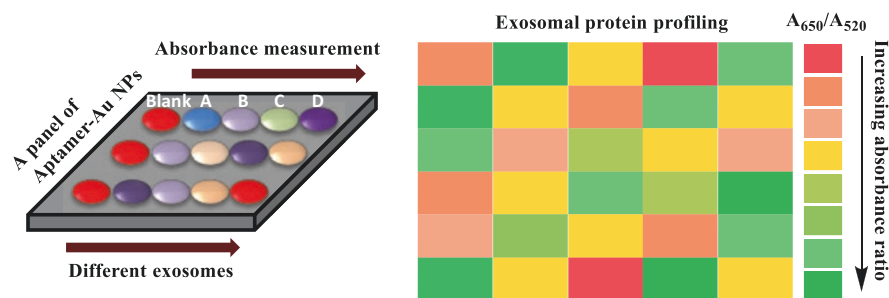 Absorbance measurement
Blank A B C D
A panel of
Aptamer-Au NPs
Different exosomes
Exosomal protein profiling
A650/A520
Increasing absorbance ratio